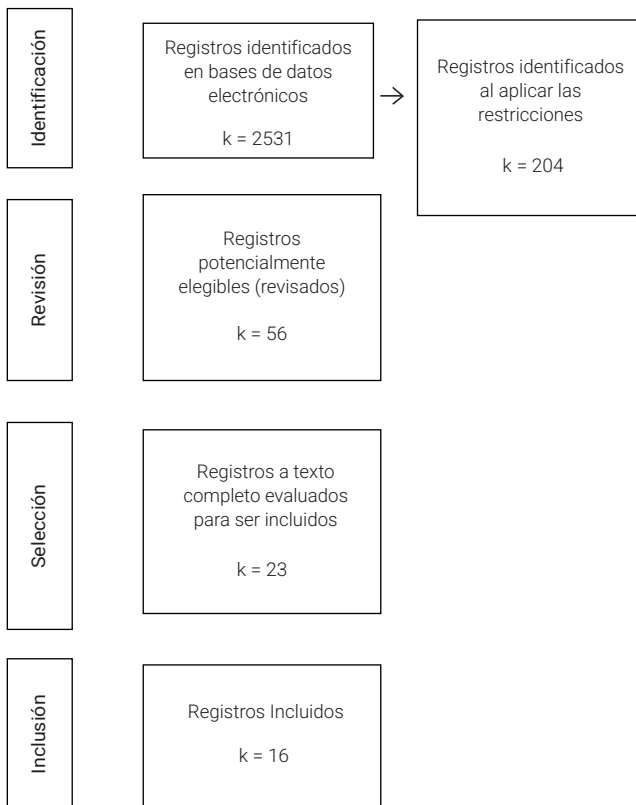 Identificación
Registros identificados
en bases de datos
electrónicos
k = 2531
Registros identificados
al aplicar las
restricciones
k = 204
Revisión
Registros
potencialmente
elegibles (revisados)
k = 56
Selección
Registros a texto
completo evaluados
para ser incluidos
k = 23
Inclusión
Registros Incluidos
k = 16